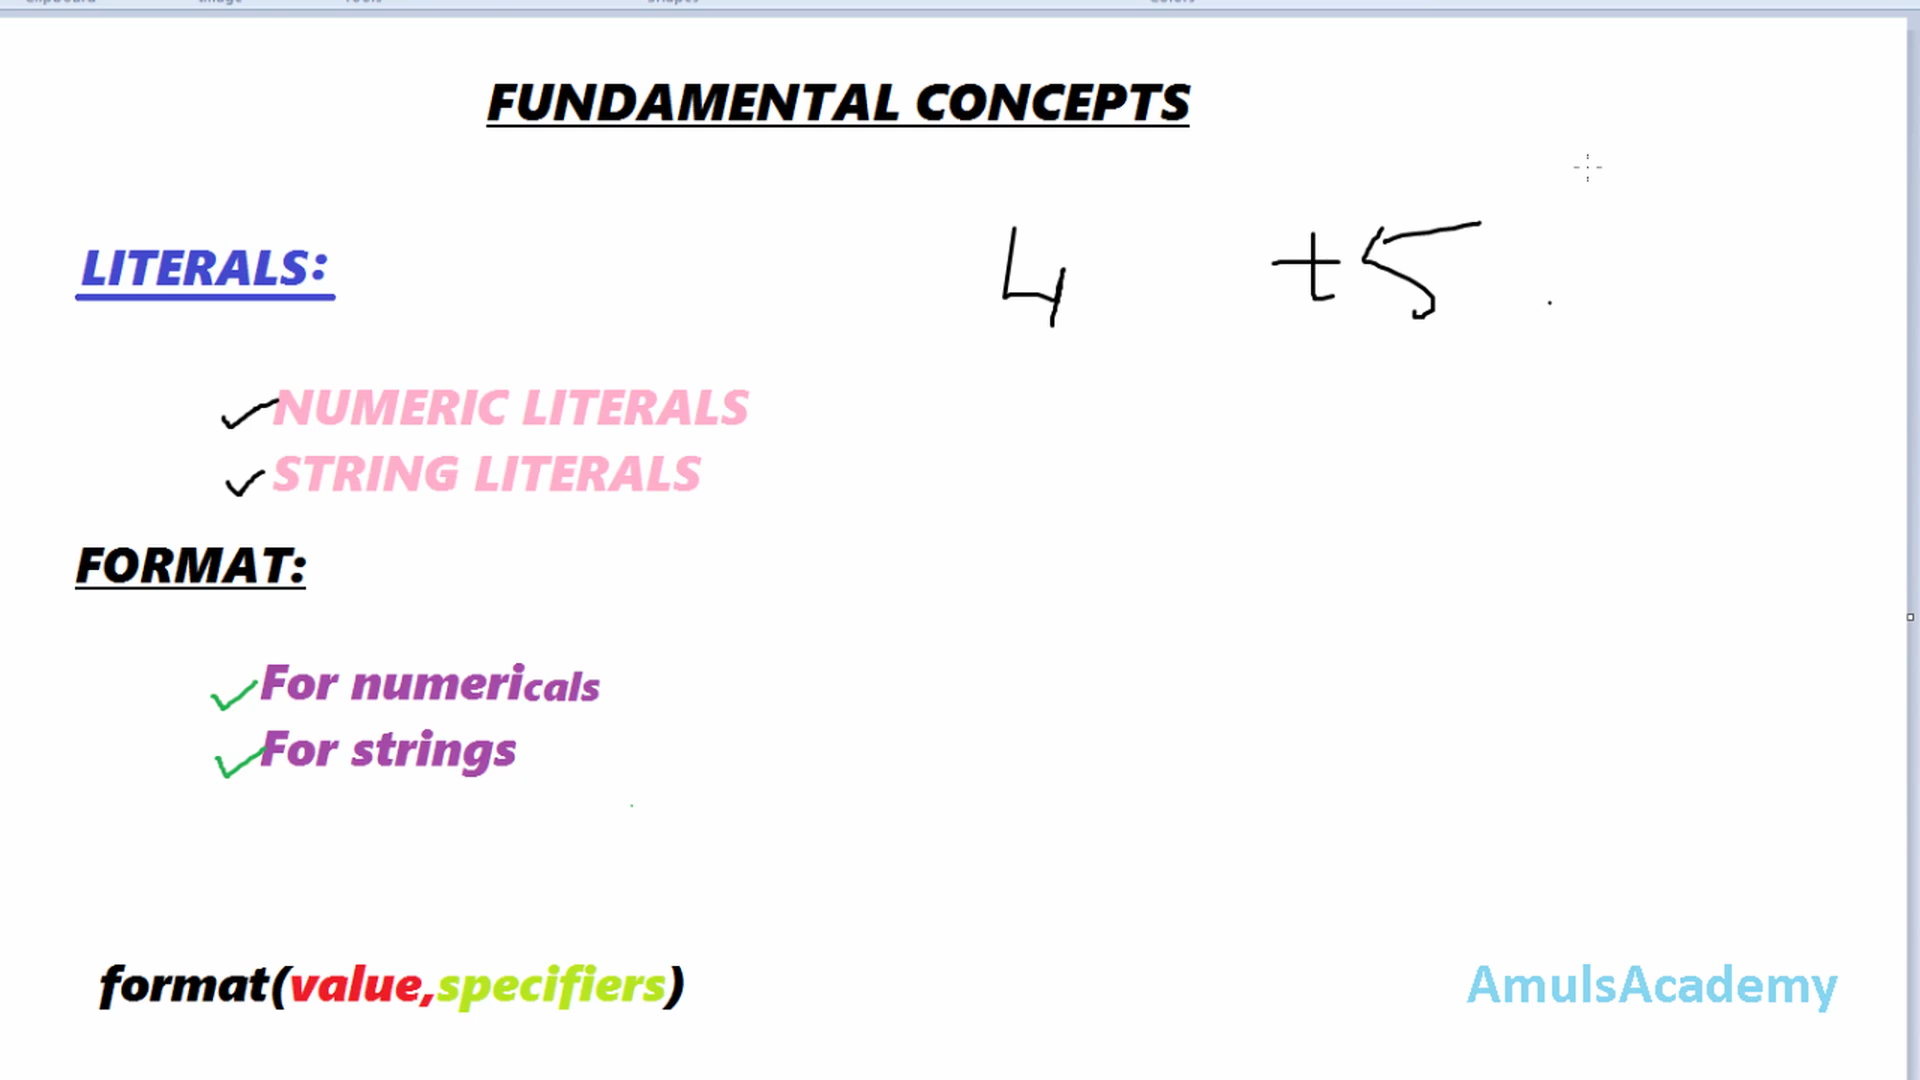 FUNDAMENTAL CONCEPTS
4 +5
LITERALS:
NUMERIC LITERALS
STRING LITERALS
FORMAT:
For numericals
For strings
format(value,specifiers)
AmulsAcademy